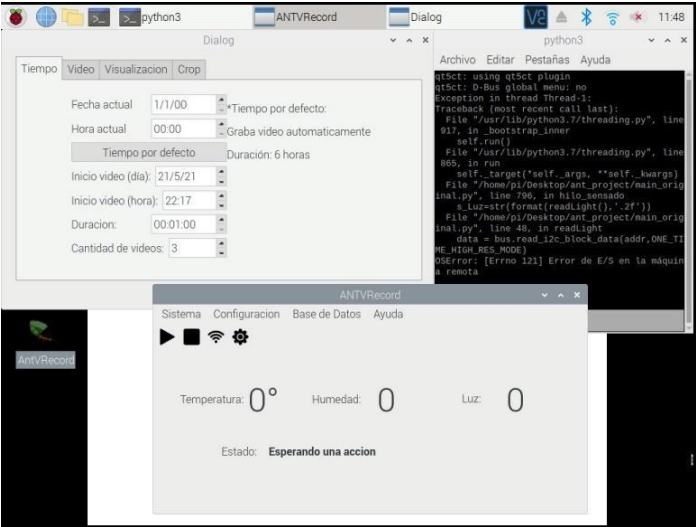 python3
ANTVRecord
Dialog
11:48
Dialog
Tiempo Video Visualizacion Crop
Fecha actual 1/1/00 *Tiempo por defecto:
Hora actual 00:00 Graba video automaticamente
Tiempo por defecto Duración: 6 horas
Inicio video (día): 21/5/21
Inicio video (hora): 22:17
Duracion: 00:01:00
Cantidad de videos: 3
python3
Archivo Editar Pestañas Ayuda
qt5ct: using qt5ct plugin
qt5ct: D-Bus global menu: no
Exception in thread Thread-1:
Traceback (most recent call last):
File "/usr/lib/python3.7/threading.py", line
917, in _bootstrap_inner
self.run()
File "/usr/lib/python3.7/threading.py", line
865, in run
self._target(*self._args, **self._kwargs)
File "/home/pi/Desktop/ant_project/main_orig
inal.py", line 796, in hilo_sensado
s_Luz=str(format(readLight(),'.2f'))
File "/home/pi/Desktop/ant_project/main_orig
inal.py", line 48, in readLight
data = bus.read_i2c_block_data(addr,ONE_TI
ME_HIGH_RES_MODE)
OSError: [Errno 121] Error de E/S en la máquin
a remota
AntVRecord
ANTVRecord
Sistema Configuracion Base de Datos Ayuda
Temperatura: 0° Humedad: 0 Luz: 0
Estado: Esperando una accion